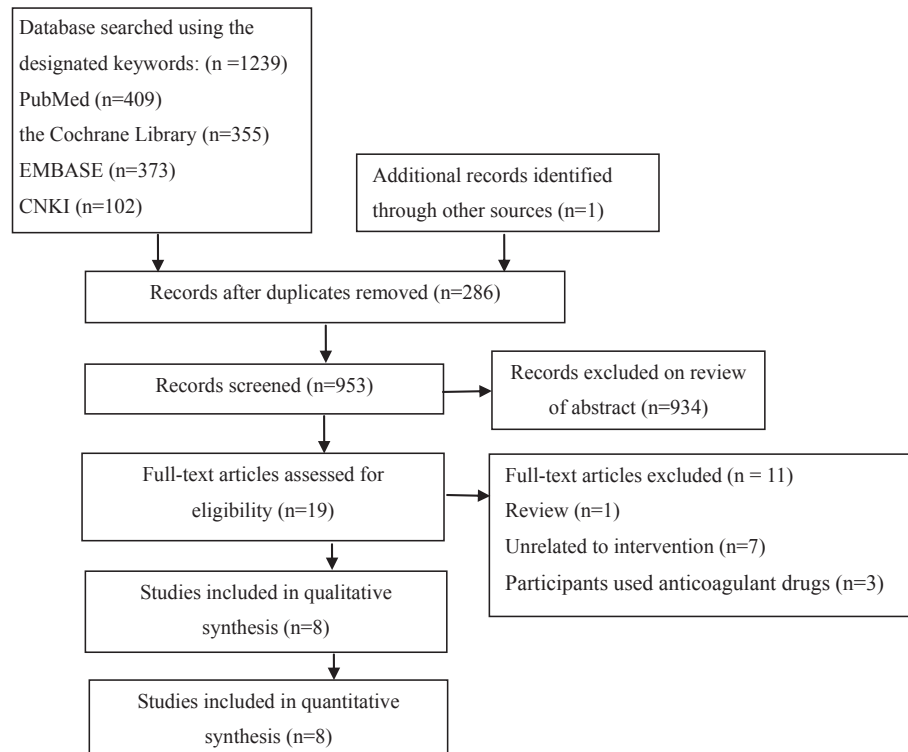 Database searched using the
designated keywords: (n =1239)
PubMed (n=409)
the Cochrane Library (n=355)
EMBASE (n=373)
CNKI (n=102)
Additional records identified
through other sources (n=1)
Records after duplicates removed (n=286)
Records screened (n=953)
Records excluded on review
of abstract (n=934)
Full-text articles assessed for
eligibility (n=19)
Full-text articles excluded (n = 11)
Review (n=1)
Unrelated to intervention (n=7)
Participants used anticoagulant drugs (n=3)
Studies included in qualitative
synthesis (n=8)
Studies included in quantitative
synthesis (n=8)